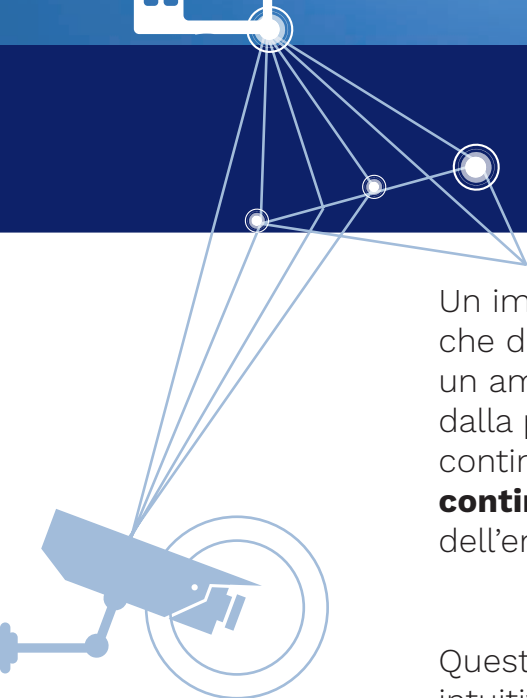 Un im
che d
un am
dalla p
contin
contin
dell’er
Quest